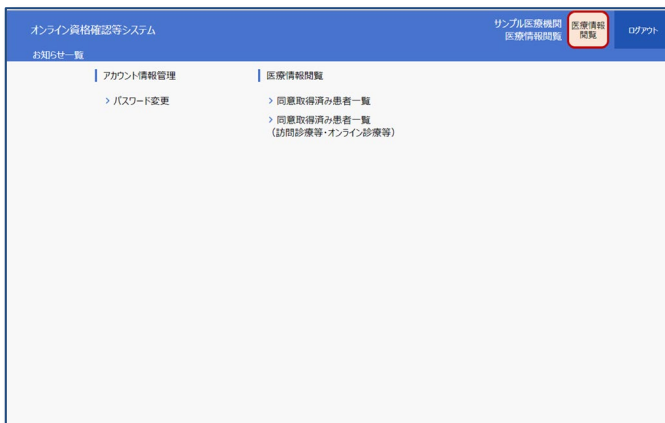 オンライン資格確認等システム
サンプル医療機関
医療情報閲覧
医療情報
閲覧
ログアウト
お知らせ一覧
アカウント情報管理
医療情報閲覧
> パスワード変更
> 同意取得済み患者一覧
> 同意取得済み患者一覧
（訪問診療等・オンライン診療等）